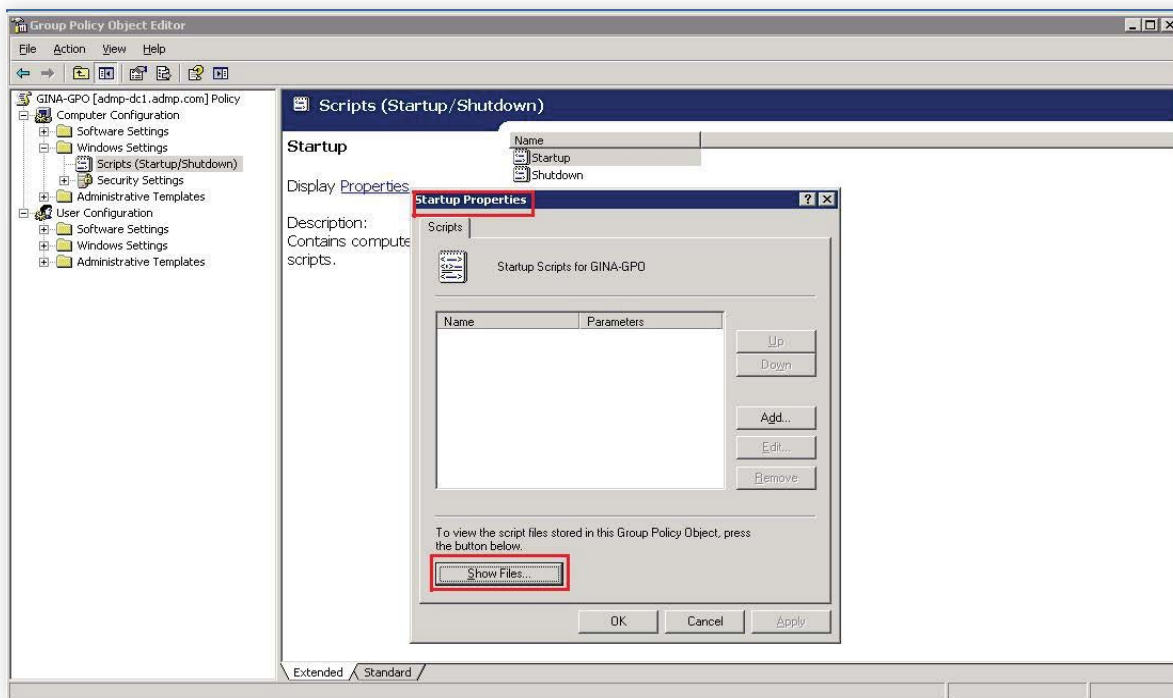 Group Policy Object Editor
File Action View Help
GINA-GPO [admp-dc1.admp.com] Policy
Computer Configuration
Software Settings
Windows Settings
Scripts (Startup/Shutdown)
Security Settings
Administrative Templates
User Configuration
Software Settings
Windows Settings
Administrative Templates
Scripts (Startup/Shutdown)
Startup
Display Properties
Description:
Contains compute
scripts.
Name
Startup
Shutdown
Startup Properties
Scripts
Startup Scripts for GINA-GPO
Name Parameters
Up
Down
Add...
Edit...
Remove
To view the script files stored in this Group Policy Object, press
the button below.
Show Files...
OK Cancel Apply
Extended Standard